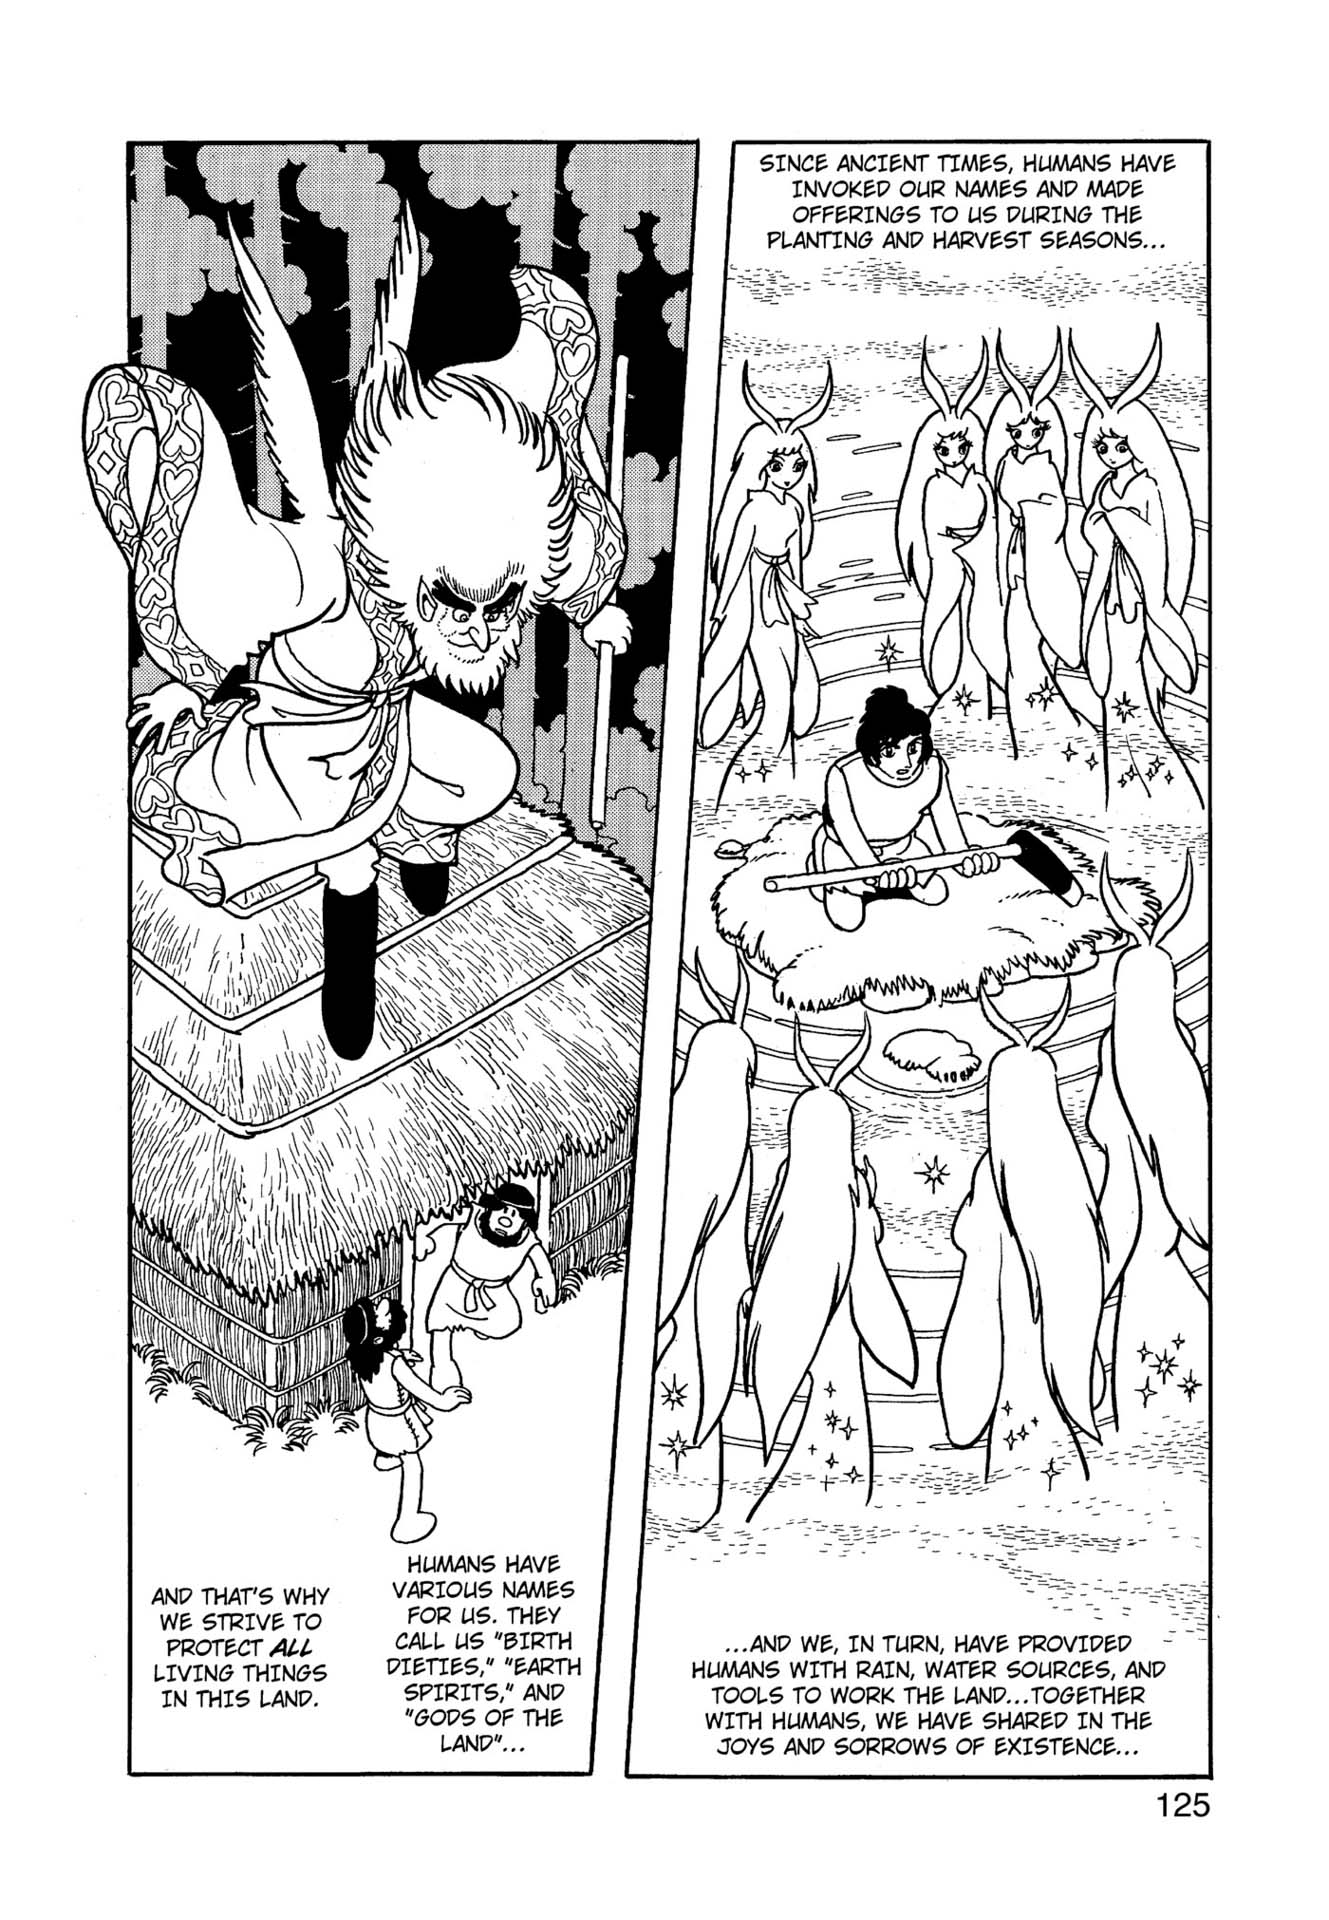 SINCE ANCIENT TIMES, HUMANS HAVE
INVOKED OUR NAMES AND MADE
OFFERINGS TO US DURING THE
PLANTING AND HARVEST SEASONS...
...AND WE, IN TURN, HAVE PROVIDED
HUMANS WITH RAIN, WATER SOURCES, AND
TOOLS TO WORK THE LAND...TOGETHER
WITH HUMANS, WE HAVE SHARED IN THE
JOYS AND SORROWS OF EXISTENCE...
HUMANS HAVE
VARIOUS NAMES
FOR US. THEY
CALL US "BIRTH
DIETIES," "EARTH
SPIRITS," AND
"GODS OF THE
LAND"...
AND THAT'S WHY
WE STRIVE TO
PROTECT ALL
LIVING THINGS
IN THIS LAND.
125